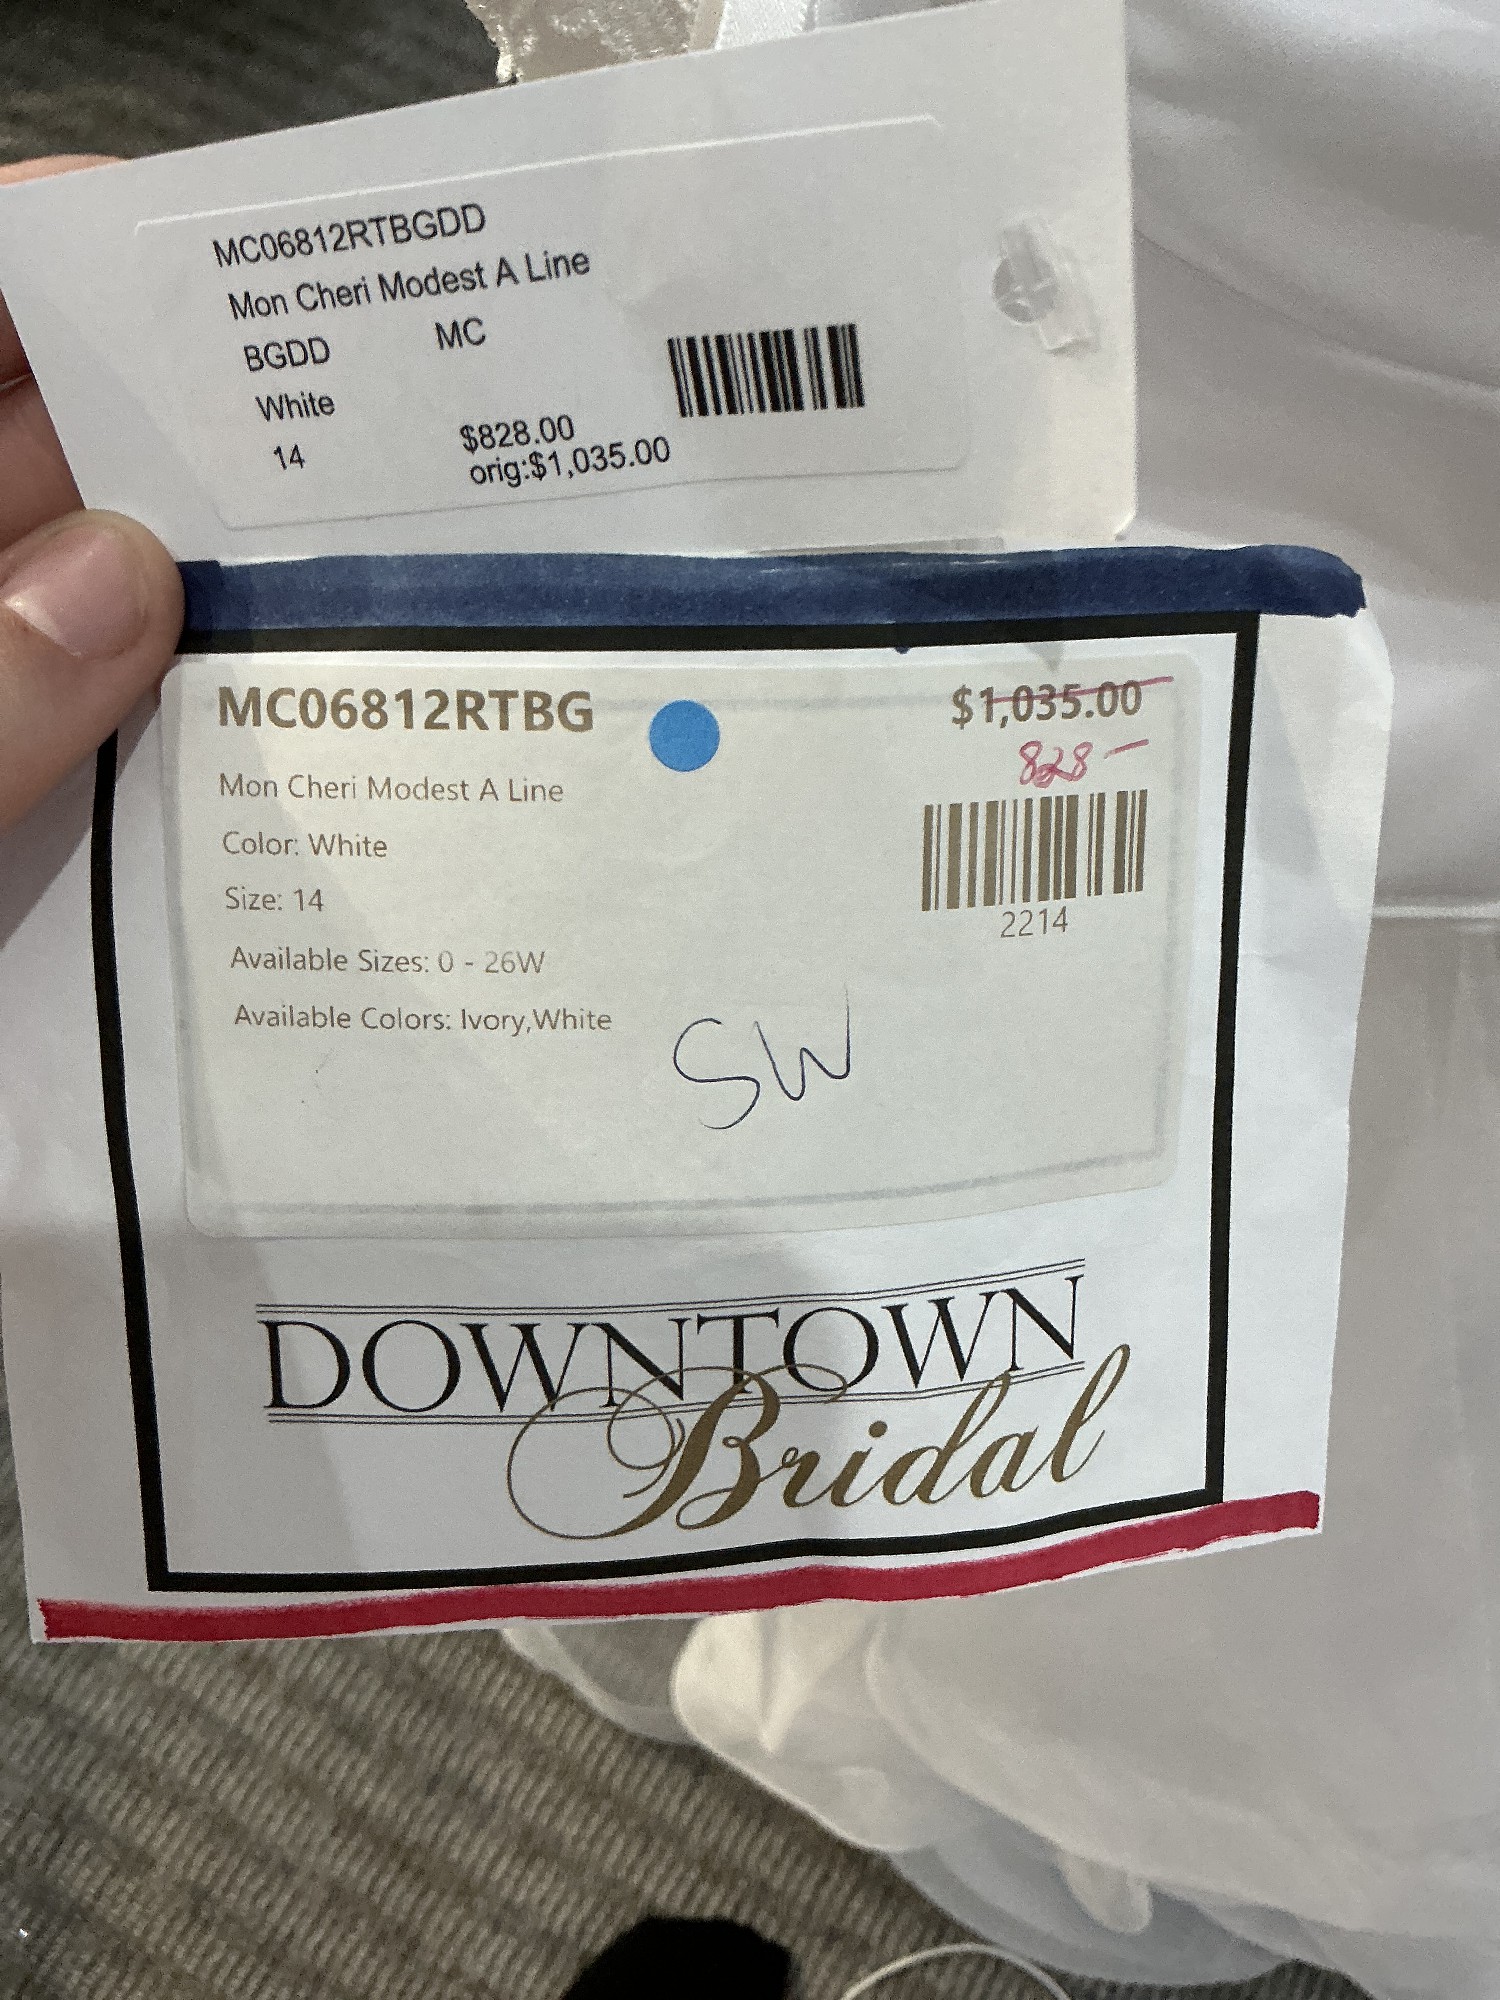 MC06812RTBGDD
Mon Cheri Modest A Line
BGDD MC
White
14 $828.00
orig:$1,035.00
MC06812RTBG $1,035.00
828-
Mon Cheri Modest A Line
Color: White
Size: 14
2214
Available Sizes: 0 - 26W
Available Colors: Ivory,White
SW
DOWNTOWN
Bridal